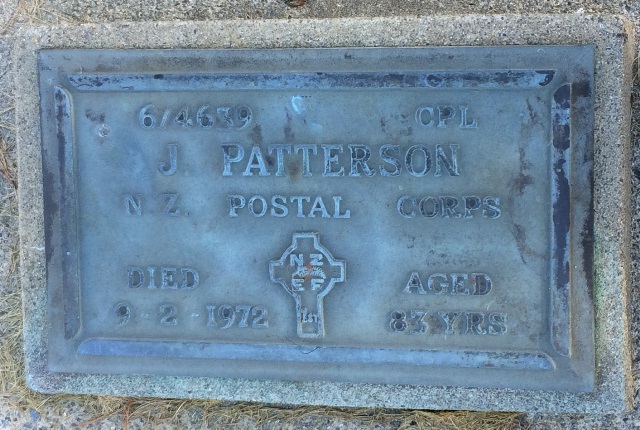 6/4639 CPL
J. PATTERSON
N.Z. POSTAL CORPS
NZ
EF
DIED AGED
9-2-1972 83 YRS